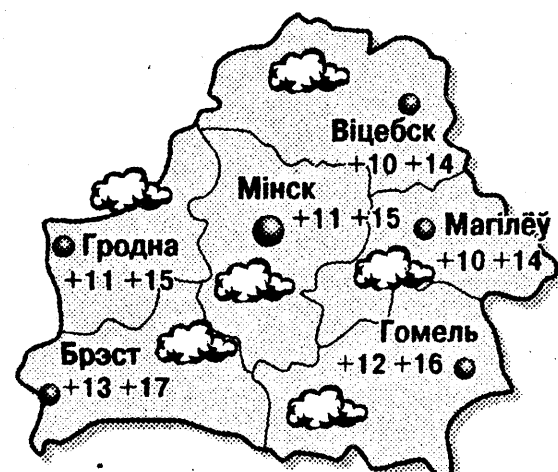 Віцебск
+10 +14
Мінск
+11 +15
Магілёў
+10 +14
Гродна
+11 +15
Гомель
+12 +16
Брэст
+13 +17